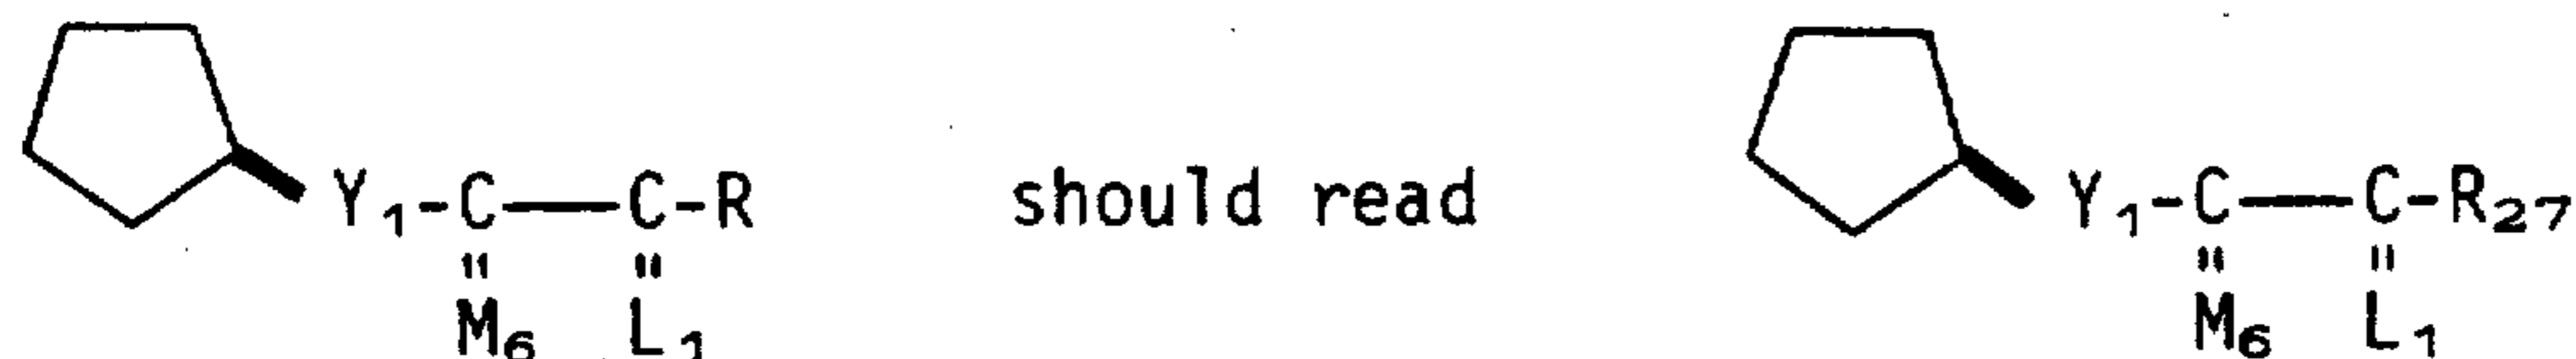 Y₁-C—C-R should read Y₁-C—C-R₂₇
" " " "
M₆ L₁ M₆ L₁